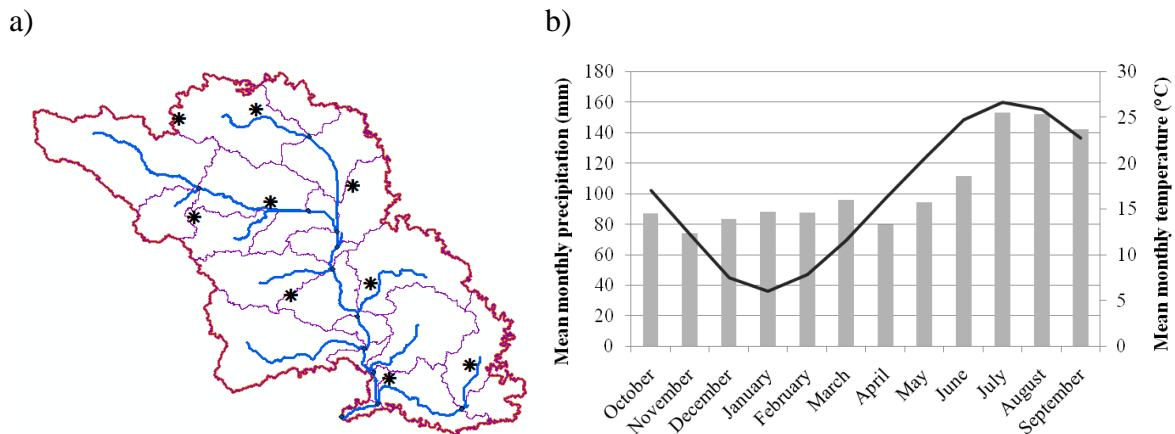 a)
b)
Mean monthly precipitation (mm)
180
160
140
120
100
80
60
40
20
0
30
25
20
15
10
5
0
Mean monthly temperature (°C)
October
November
December
January
February
March
April
May
June
July
August
September